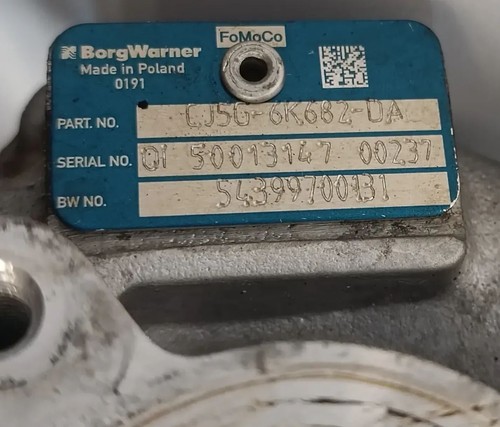 FoMoCo
BorgWarner
Made in Poland
0191
PART. NO. CJ5G-6K682-DA
SERIAL NO. 01 50013147 00237
BW NO. 54399700131